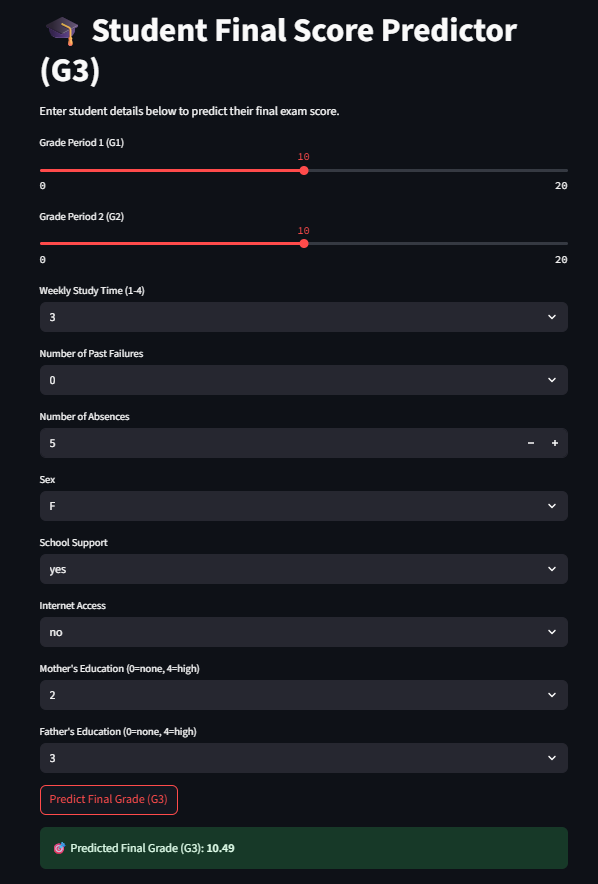 🎓 Student Final Score Predictor
(G3)
Enter student details below to predict their final exam score.
Grade Period 1 (G1)
10
0 20
Grade Period 2 (G2)
10
0 20
Weekly Study Time (1-4)
3
Number of Past Failures
0
Number of Absences
5 − +
Sex
F
School Support
yes
Internet Access
no
Mother's Education (0=none, 4=high)
2
Father's Education (0=none, 4=high)
3
Predict Final Grade (G3)
🎯 Predicted Final Grade (G3): 10.49